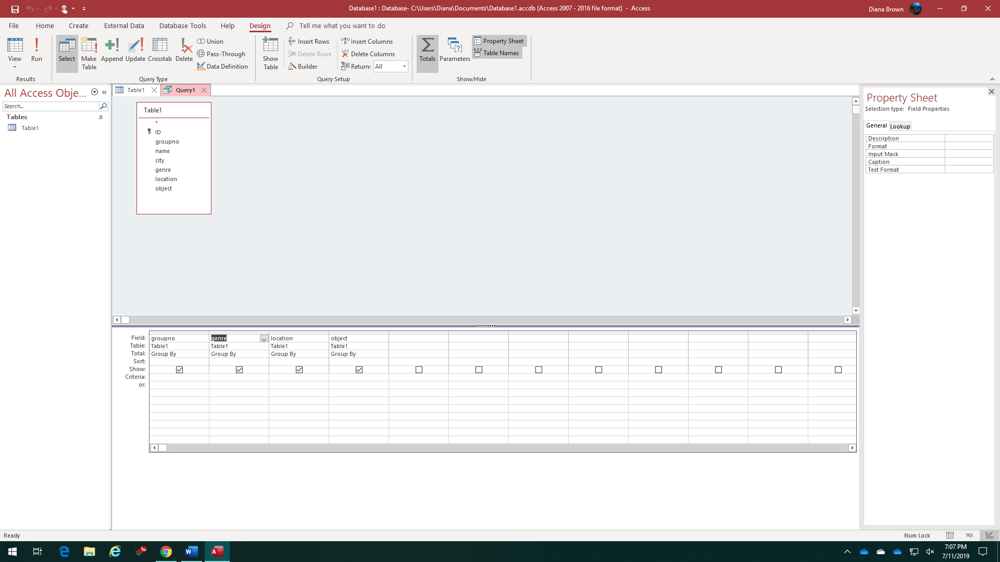 Database1 : Database- C:\Users\Diana\Documents\Database1.accdb (Access 2007 - 2016 file format)  -  Access
Diana Brown
File Home Create External Data Database Tools Help Design Tell me what you want to do
View
Run
Results
Select
Make Table
Append
Update
Crosstab
Delete
Union
Pass-Through
Data Definition
Query Type
Show Table
Insert Rows
Delete Rows
Builder
Insert Columns
Delete Columns
Return: All
Query Setup
Totals
Parameters
Property Sheet
XYZ Table Names
Show/Hide
All Access Obje...
Search...
Tables
Table1
Table1
Query1
Table1
*
ID
groupno
name
city
genre
location
object
Field: groupno genre location object
Table: Table1 Table1 Table1 Table1
Total: Group By Group By Group By Group By
Sort:
Show:
Criteria:
or:
Property Sheet
Selection type: Field Properties
General Lookup
Description
Format
Input Mask
Caption
Text Format
Ready
Num Lock
SQL
7:07 PM
7/11/2019